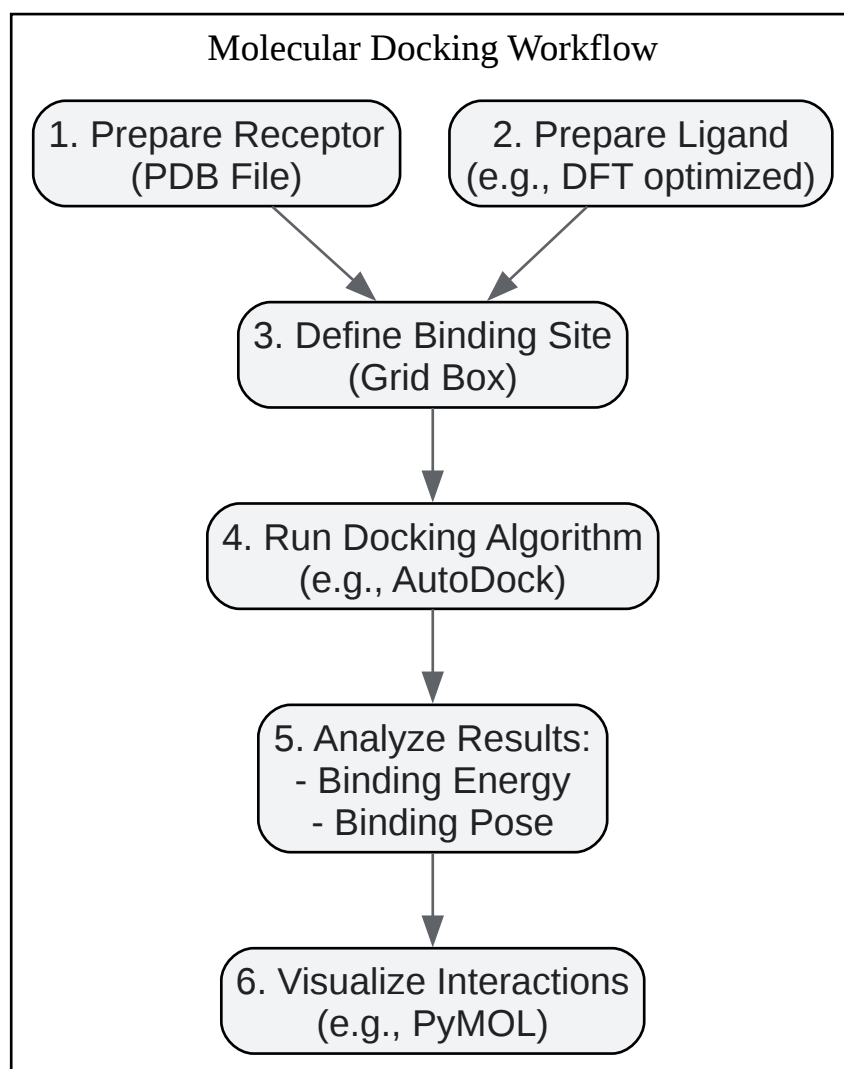 Molecular Docking Workflow
1. Prepare Receptor
(PDB File)
2. Prepare Ligand
(e.g., DFT optimized)
3. Define Binding Site
(Grid Box)
4. Run Docking Algorithm
(e.g., AutoDock)
5. Analyze Results:
- Binding Energy
- Binding Pose
6. Visualize Interactions
(e.g., PyMOL)